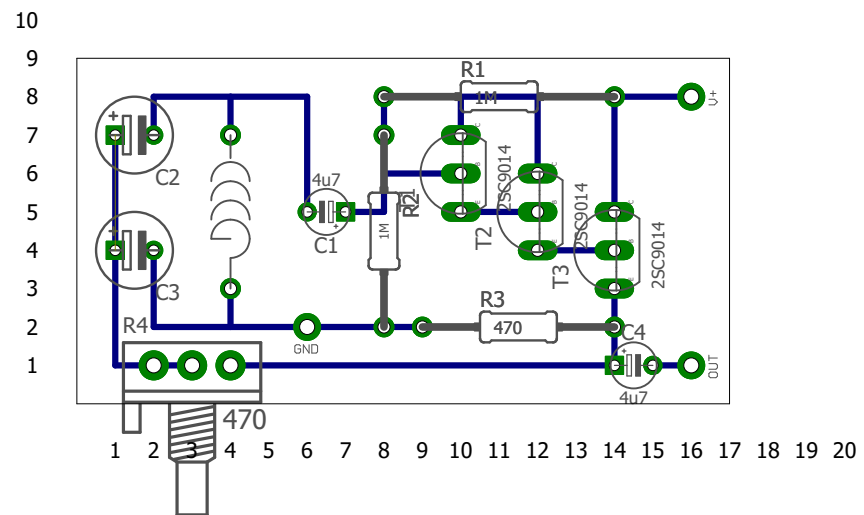 10
9
R1
8
1M
V+
C
7
C2
4u7
2SC9014
C
6
B
5
C1
R2
T1
1M
T2
2SC9014
B
E
C
4
C3
T3
2SC9014
B
E
3
R4
R3
E
2
GND
470
C4
1
OUT
4u7
470
1 2 3 4 5 6 7 8 9 10 11 12 13 14 15 16 17 18 19 20